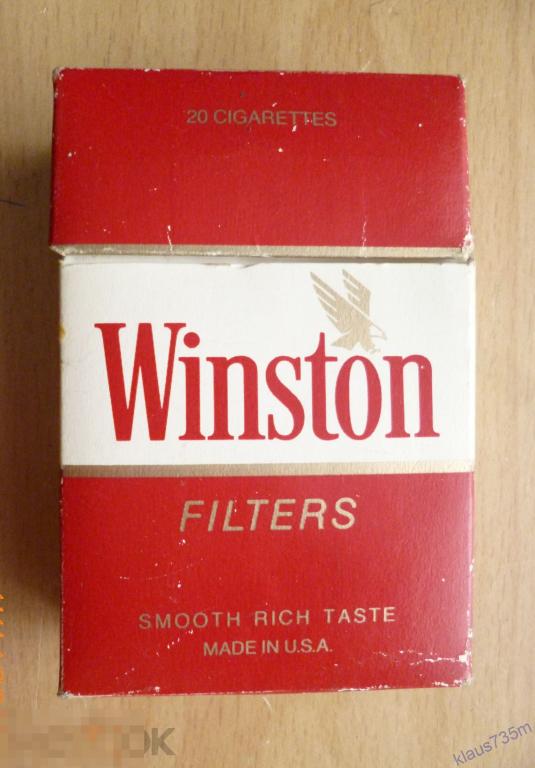 20 CIGARETTES
Winston
FILTERS
SMOOTH RICH TASTE
MADE IN U.S.A.
klaus735m